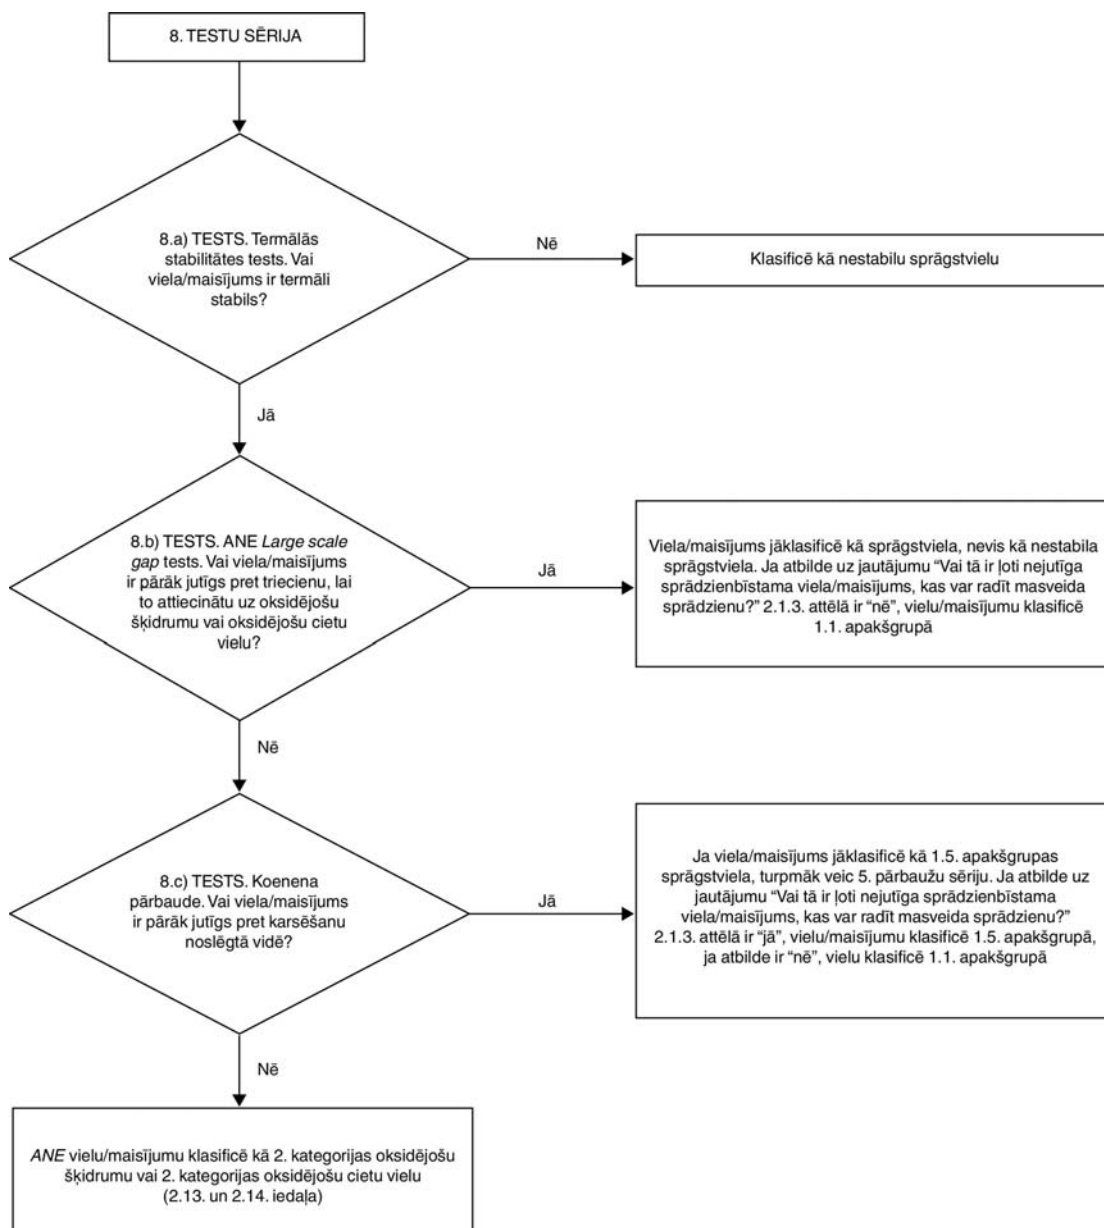 8. TESTU SĒRIJA
8.a) TESTS. Termālās
stabilitātes tests. Vai
viela/maisījums ir termāli
stabils?
Nē
Klasificē kā nestabilu sprāgstvielu
Jā
8.b) TESTS. ANE Large scale
gap tests. Vai viela/maisījums
ir pārāk jutīgs pret triecienu, lai
to attiecinātu uz oksidējošu
šķidrumu vai oksidējošu cietu
vielu?
Jā
Viela/maisījums jāklasificē kā sprāgstviela, nevis kā nestabila
sprāgstviela. Ja atbilde uz jautājumu “Vai tā ir ļoti nejutīga
sprādzienbīstama viela/maisījums, kas var radīt masveida
sprādzienu?” 2.1.3. attēlā ir “nē”, vielu/maisījumu klasificē
1.1. apakšgrupā
Nē
8.c) TESTS. Koenena
pārbaude. Vai viela/maisījums
ir pārāk jutīgs pret karsēšanu
noslēgtā vidē?
Jā
Ja viela/maisījums jāklasificē kā 1.5. apakšgrupas
sprāgstviela, turpmāk veic 5. pārbaužu sēriju. Ja atbilde uz
jautājumu “Vai tā ir ļoti nejutīga sprādzienbīstama
viela/maisījums, kas var radīt masveida sprādzienu?”
2.1.3. attēlā ir “jā”, vielu/maisījumu klasificē 1.5. apakšgrupā,
ja atbilde ir “nē”, vielu klasificē 1.1. apakšgrupā
Nē
ANE vielu/maisījumu klasificē kā 2. kategorijas oksidējošu
šķidrumu vai 2. kategorijas oksidējošu cietu vielu
(2.13. un 2.14. iedaļa)